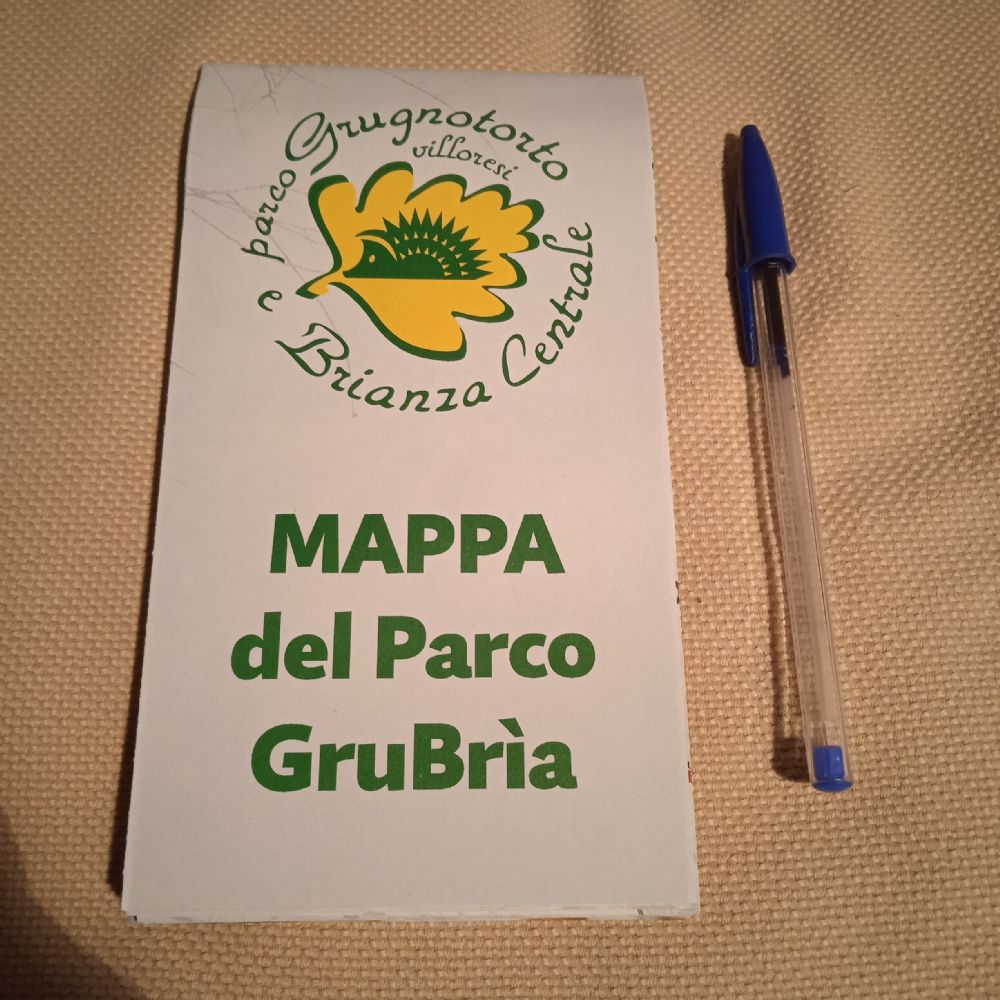 parco Grugnotorto
villoresi
e Brianza Centrale
MAPPA
del Parco
GruBrìa